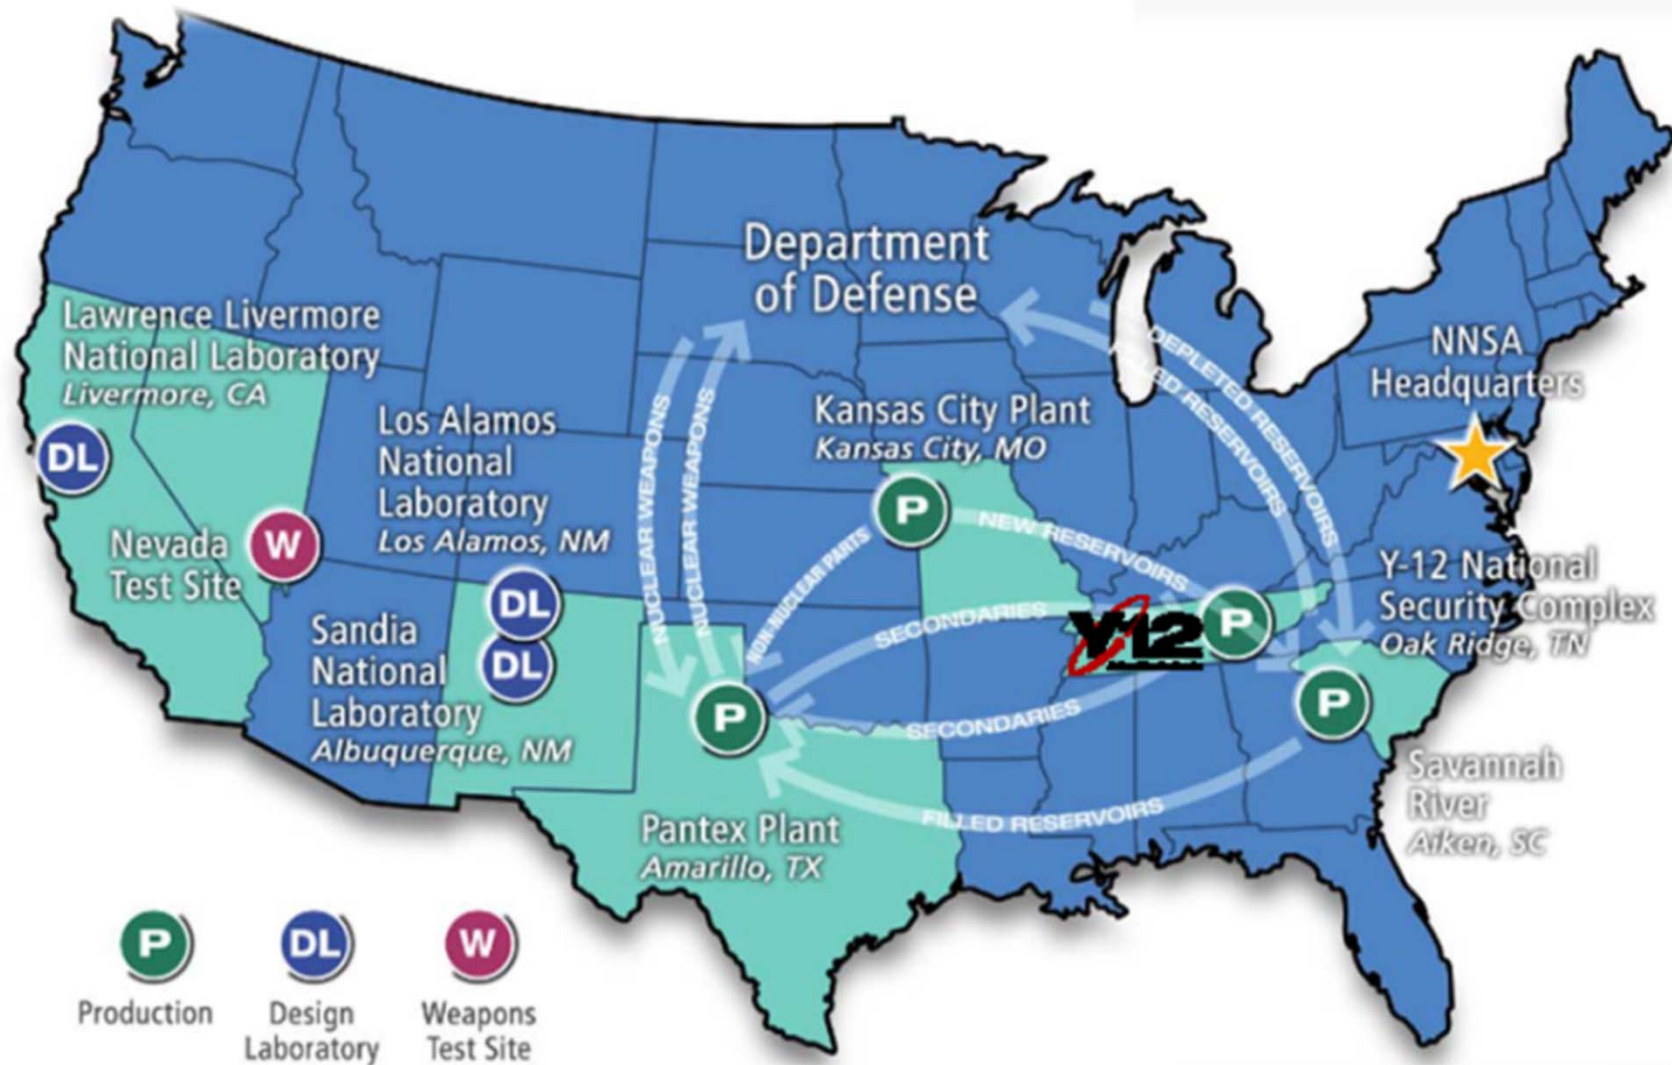 Department
of Defense
Lawrence Livermore
National Laboratory
Livermore, CA
DL
NNSA
Headquarters
DEPLETED RESERVOIRS
FILLED RESERVOIRS
NUCLEAR WEAPONS
NUCLEAR WEAPONS
Kansas City Plant
Kansas City, MO
P
Los Alamos
National
Laboratory
Los Alamos, NM
DL
Nevada
Test Site
W
NON-NUCLEAR PARTS
NEW RESERVOIRS
Y-12 National
Security Complex
Oak Ridge, TN
Sandia
National
Laboratory
Albuquerque, NM
DL
SECONDARIES
Y-12
P
SECONDARIES
P
P
Savannah
River
Aiken, SC
FILLED RESERVOIRS
Pantex Plant
Amarillo, TX
P
Production
DL
Design
Laboratory
W
Weapons
Test Site